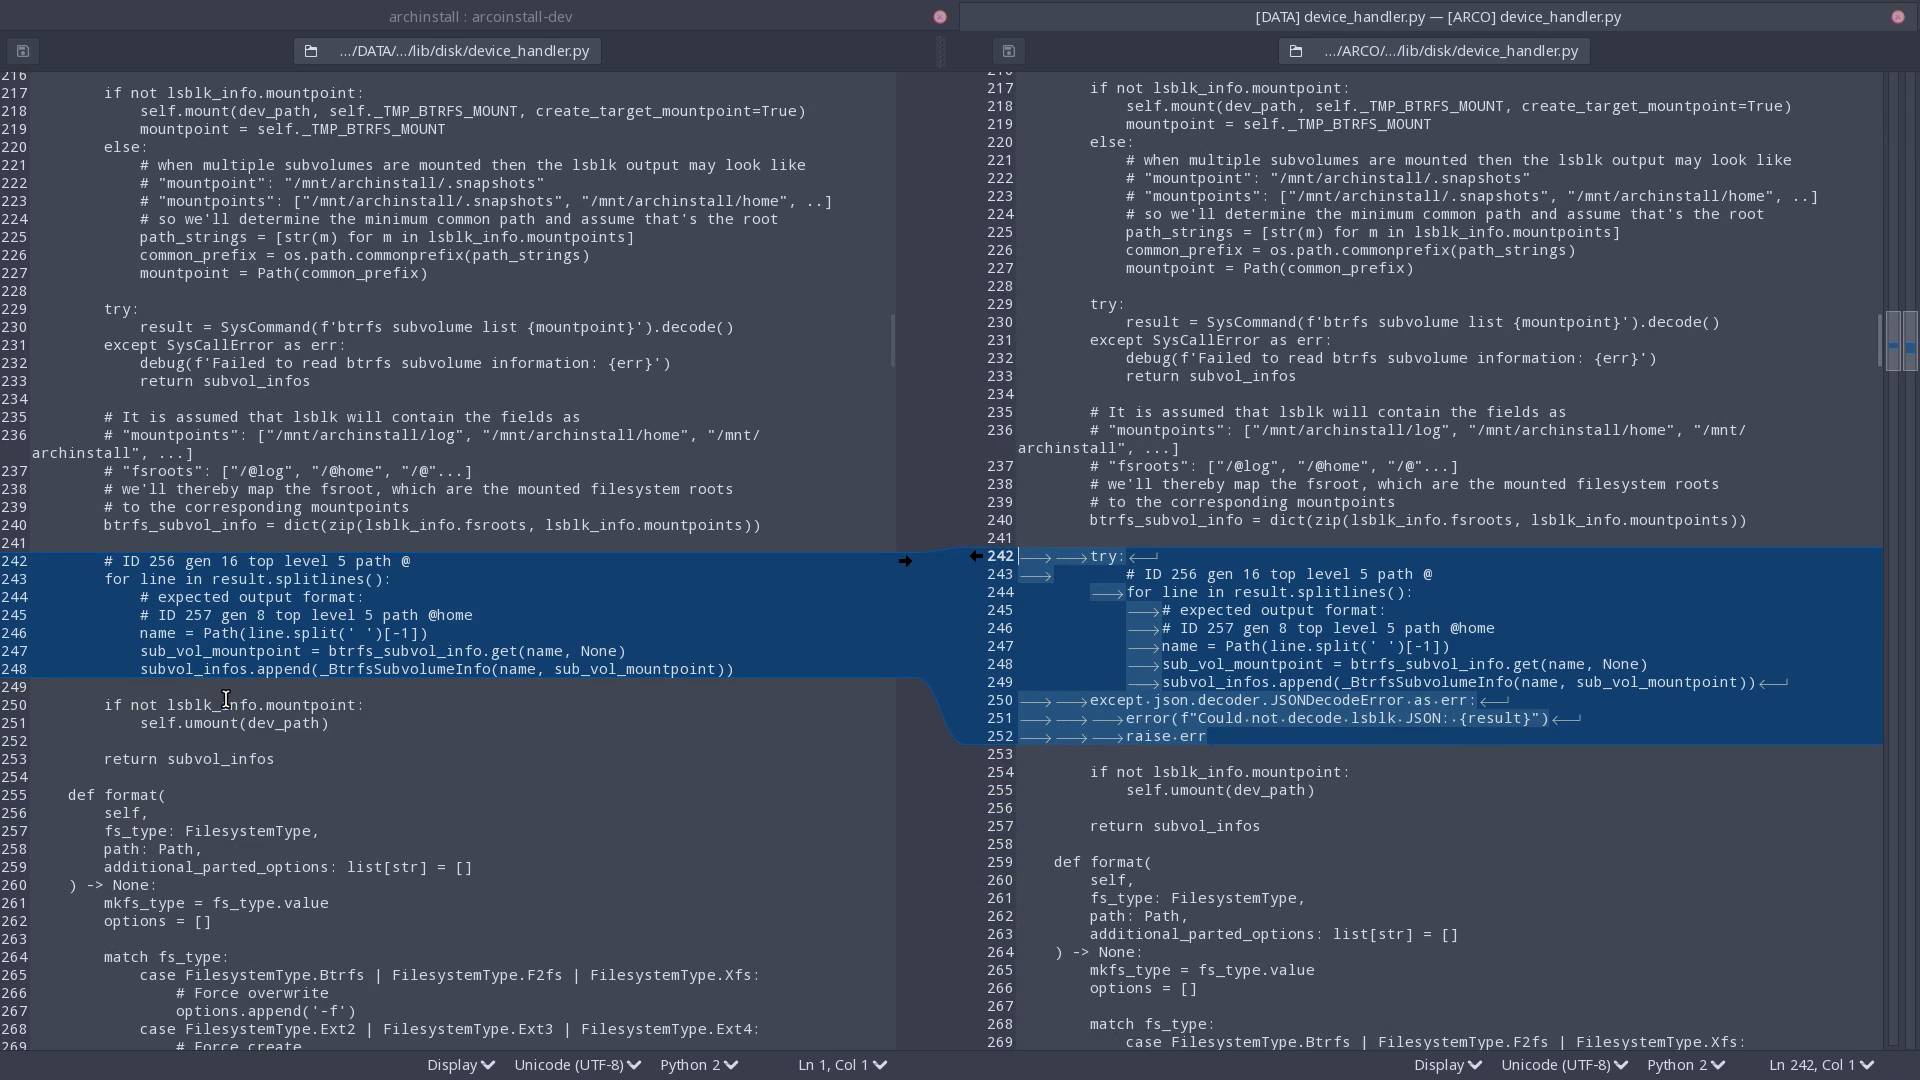 archinstall : arcoinstall-dev
[DATA] device_handler.py — [ARCO] device_handler.py
.../DATA/.../lib/disk/device_handler.py
.../ARCO/.../lib/disk/device_handler.py
216
217 if not lsblk_info.mountpoint:
218 self.mount(dev_path, self._TMP_BTRFS_MOUNT, create_target_mountpoint=True)
219 mountpoint = self._TMP_BTRFS_MOUNT
220 else:
221 # when multiple subvolumes are mounted then the lsblk output may look like
222 # "mountpoint": "/mnt/archinstall/.snapshots"
223 # "mountpoints": ["/mnt/archinstall/.snapshots", "/mnt/archinstall/home", ..]
224 # so we'll determine the minimum common path and assume that's the root
225 path_strings = [str(m) for m in lsblk_info.mountpoints]
226 common_prefix = os.path.commonprefix(path_strings)
227 mountpoint = Path(common_prefix)
228
229 try:
230 result = SysCommand(f'btrfs subvolume list {mountpoint}').decode()
231 except SysCallError as err:
232 debug(f'Failed to read btrfs subvolume information: {err}')
233 return subvol_infos
234
235 # It is assumed that lsblk will contain the fields as
236 # "mountpoints": ["/mnt/archinstall/log", "/mnt/archinstall/home", "/mnt/
archinstall", ...]
237 # "fsroots": ["/@log", "/@home", "/@"...]
238 # we'll thereby map the fsroot, which are the mounted filesystem roots
239 # to the corresponding mountpoints
240 btrfs_subvol_info = dict(zip(lsblk_info.fsroots, lsblk_info.mountpoints))
241
242 # ID 256 gen 16 top level 5 path @
243 for line in result.splitlines():
244 # expected output format:
245 # ID 257 gen 8 top level 5 path @home
246 name = Path(line.split(' ')[-1])
247 sub_vol_mountpoint = btrfs_subvol_info.get(name, None)
248 subvol_infos.append(_BtrfsSubvolumeInfo(name, sub_vol_mountpoint))
249
250 if not lsblk_info.mountpoint:
251 self.umount(dev_path)
252
253 return subvol_infos
254
255 def format(
256 self,
257 fs_type: FilesystemType,
258 path: Path,
259 additional_parted_options: list[str] = []
260 ) -> None:
261 mkfs_type = fs_type.value
262 options = []
263
264 match fs_type:
265 case FilesystemType.Btrfs | FilesystemType.F2fs | FilesystemType.Xfs:
266 # Force overwrite
267 options.append('-f')
268 case FilesystemType.Ext2 | FilesystemType.Ext3 | FilesystemType.Ext4:
269 # Force create
Display Unicode (UTF-8) Python 2 Ln 1, Col 1
216
217 if not lsblk_info.mountpoint:
218 self.mount(dev_path, self._TMP_BTRFS_MOUNT, create_target_mountpoint=True)
219 mountpoint = self._TMP_BTRFS_MOUNT
220 else:
221 # when multiple subvolumes are mounted then the lsblk output may look like
222 # "mountpoint": "/mnt/archinstall/.snapshots"
223 # "mountpoints": ["/mnt/archinstall/.snapshots", "/mnt/archinstall/home", ..]
224 # so we'll determine the minimum common path and assume that's the root
225 path_strings = [str(m) for m in lsblk_info.mountpoints]
226 common_prefix = os.path.commonprefix(path_strings)
227 mountpoint = Path(common_prefix)
228
229 try:
230 result = SysCommand(f'btrfs subvolume list {mountpoint}').decode()
231 except SysCallError as err:
232 debug(f'Failed to read btrfs subvolume information: {err}')
233 return subvol_infos
234
235 # It is assumed that lsblk will contain the fields as
236 # "mountpoints": ["/mnt/archinstall/log", "/mnt/archinstall/home", "/mnt/
archinstall", ...]
237 # "fsroots": ["/@log", "/@home", "/@"...]
238 # we'll thereby map the fsroot, which are the mounted filesystem roots
239 # to the corresponding mountpoints
240 btrfs_subvol_info = dict(zip(lsblk_info.fsroots, lsblk_info.mountpoints))
241
242 try:
243 # ID 256 gen 16 top level 5 path @
244 for line in result.splitlines():
245 # expected output format:
246 # ID 257 gen 8 top level 5 path @home
247 name = Path(line.split(' ')[-1])
248 sub_vol_mountpoint = btrfs_subvol_info.get(name, None)
249 subvol_infos.append(_BtrfsSubvolumeInfo(name, sub_vol_mountpoint))
250 except json.decoder.JSONDecodeError as err:
251 error(f"Could not decode lsblk JSON: {result}")
252 raise err
253
254 if not lsblk_info.mountpoint:
255 self.umount(dev_path)
256
257 return subvol_infos
258
259 def format(
260 self,
261 fs_type: FilesystemType,
262 path: Path,
263 additional_parted_options: list[str] = []
264 ) -> None:
265 mkfs_type = fs_type.value
266 options = []
267
268 match fs_type:
269 case FilesystemType.Btrfs | FilesystemType.F2fs | FilesystemType.Xfs:
Display Unicode (UTF-8) Python 2 Ln 242, Col 1